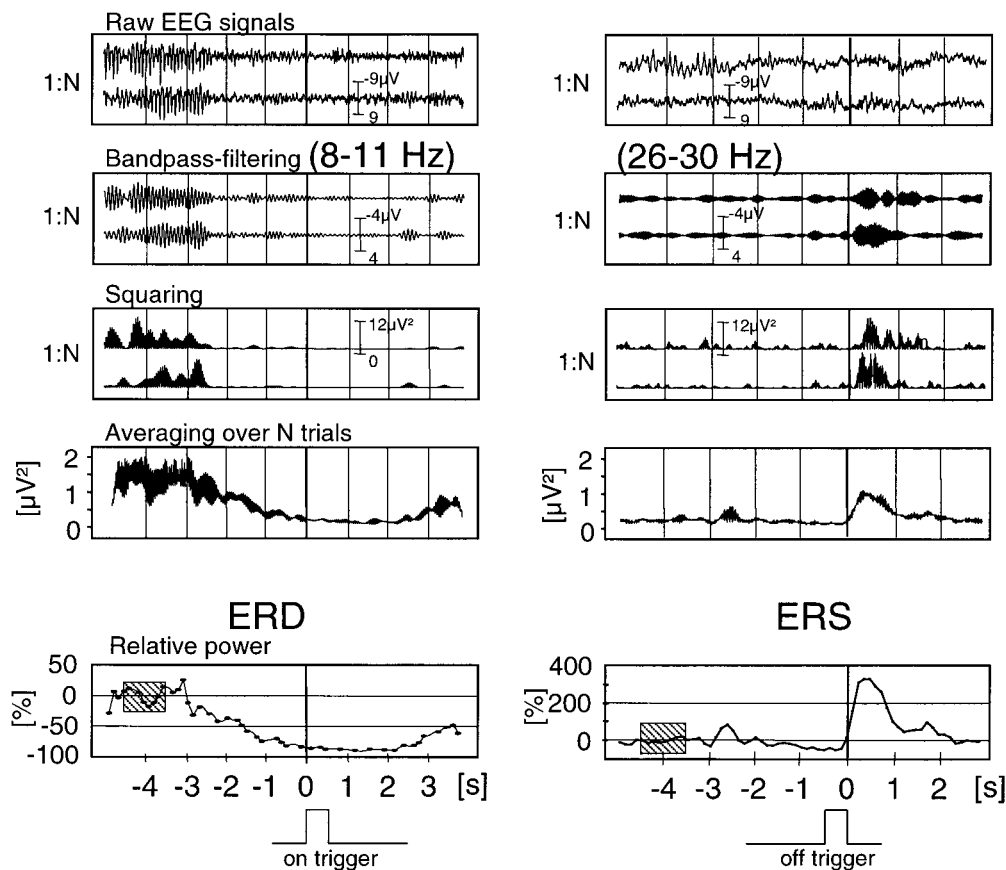 Raw EEG signals
1:N
-9µV
9
-9µV
9
Bandpass-filtering (8-11 Hz)
(26-30 Hz)
1:N
-4µV
4
1:N
-4µV
4
Squaring
1:N
12µV²
0
1:N
12µV²
Averaging over N trials
[µV²]
2
1
0
[µV²]
2
1
0
ERD
ERS
Relative power
[%]
50
0
-50
-100
-4 -3 -2 -1 0 1 2 3 [s]
on trigger
[%]
400
200
0
-4 -3 -2 -1 0 1 2 [s]
off trigger